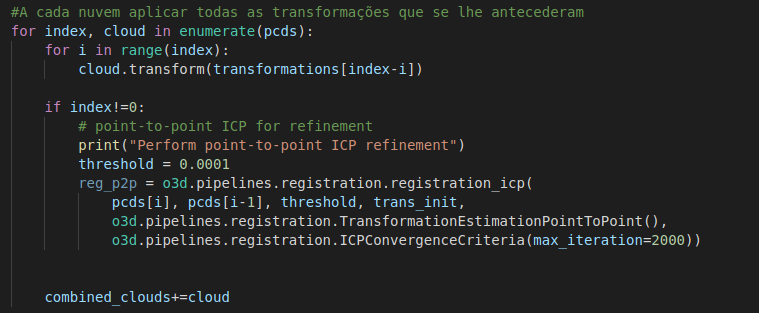 #A cada nuvem aplicar todas as transformações que se lhe antecederam
for index, cloud in enumerate(pcds):
    for i in range(index):
        cloud.transform(transformations[index-i])
    if index!=0:
        # point-to-point ICP for refinement
        print("Perform point-to-point ICP refinement")
        threshold = 0.0001
        reg_p2p = o3d.pipelines.registration.registration_icp(
            pcds[i], pcds[i-1], threshold, trans_init,
            o3d.pipelines.registration.TransformationEstimationPointToPoint(),
            o3d.pipelines.registration.ICPConvergenceCriteria(max_iteration=2000))
    combined_clouds+=cloud